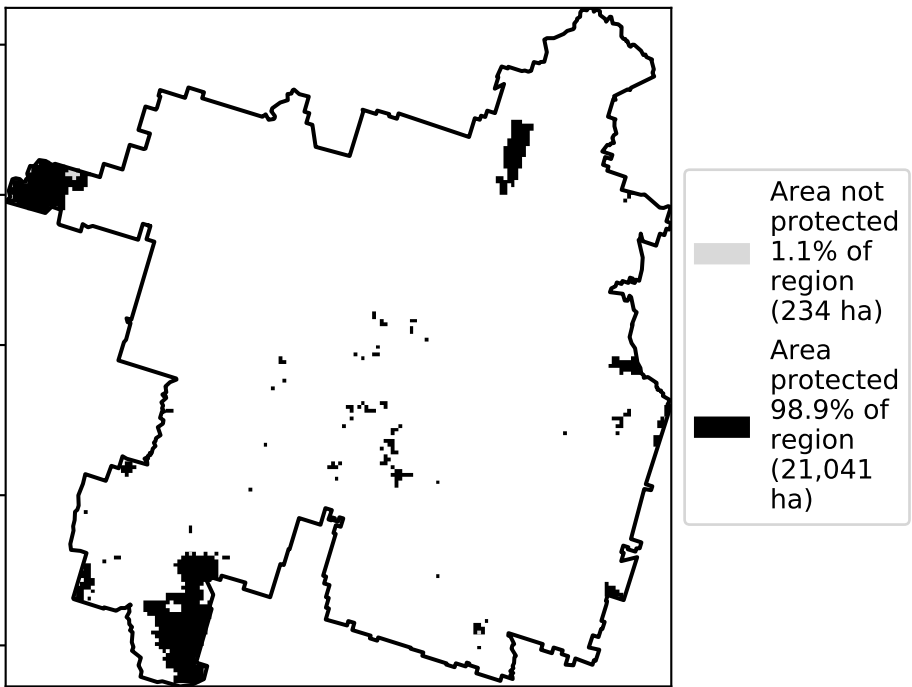 Area not
protected
1.1% of
region
(234 ha)
Area
protected
98.9% of
region
(21,041
ha)